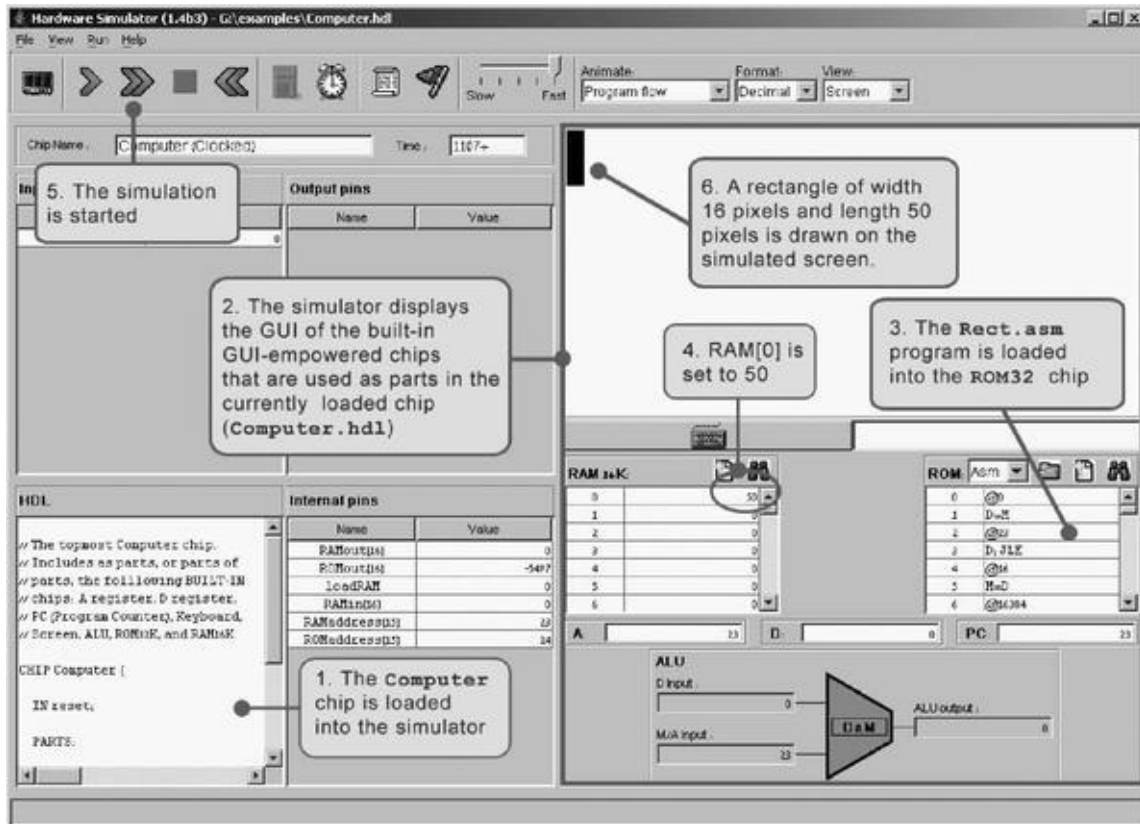 Hardware Simulator (1.4b3) - G:\examples\Computer.hdl
File View Run Help
Slow Fast
Animate:
Program flow
Format:
Decimal
View:
Screen
Chip Name :
Computer (Clocked)
Time :
1107+
5. The simulation
is started
Output pins
Name Value
0
6. A rectangle of width
16 pixels and length 50
pixels is drawn on the
simulated screen.
2. The simulator displays
the GUI of the built-in
GUI-empowered chips
that are used as parts in the
currently loaded chip
(Computer.hdl)
4. RAM[0] is
set to 50
3. The Rect.asm
program is loaded
into the ROM32 chip
RAM 16K:
0 50
1 0
2 0
3 0
4 0
5 0
6 0
ROM: Asm
0 @0
1 D=M
2 @23
3 D;JLE
4 @16
5 M=D
6 @16384
HDL
// The topmost Computer chip.
// Includes as parts, or parts of
// parts, the following BUILT-IN
// chips: A register, D register,
// PC (Program Counter), Keyboard,
// Screen, ALU, ROM32K, and RAM16K
CHIP Computer {
IN reset;
PARTS:
Internal pins
Name Value
RAMout[16] 0
ROMout[16]
loadRAM 0
RAMin[16] 0
RAMaddress[15] 23
ROMaddress[15] 24
1. The Computer
chip is loaded
into the simulator
A 23
D: 0
PC 23
ALU
D Input :
0
M/A Input :
23
ALU output :
0